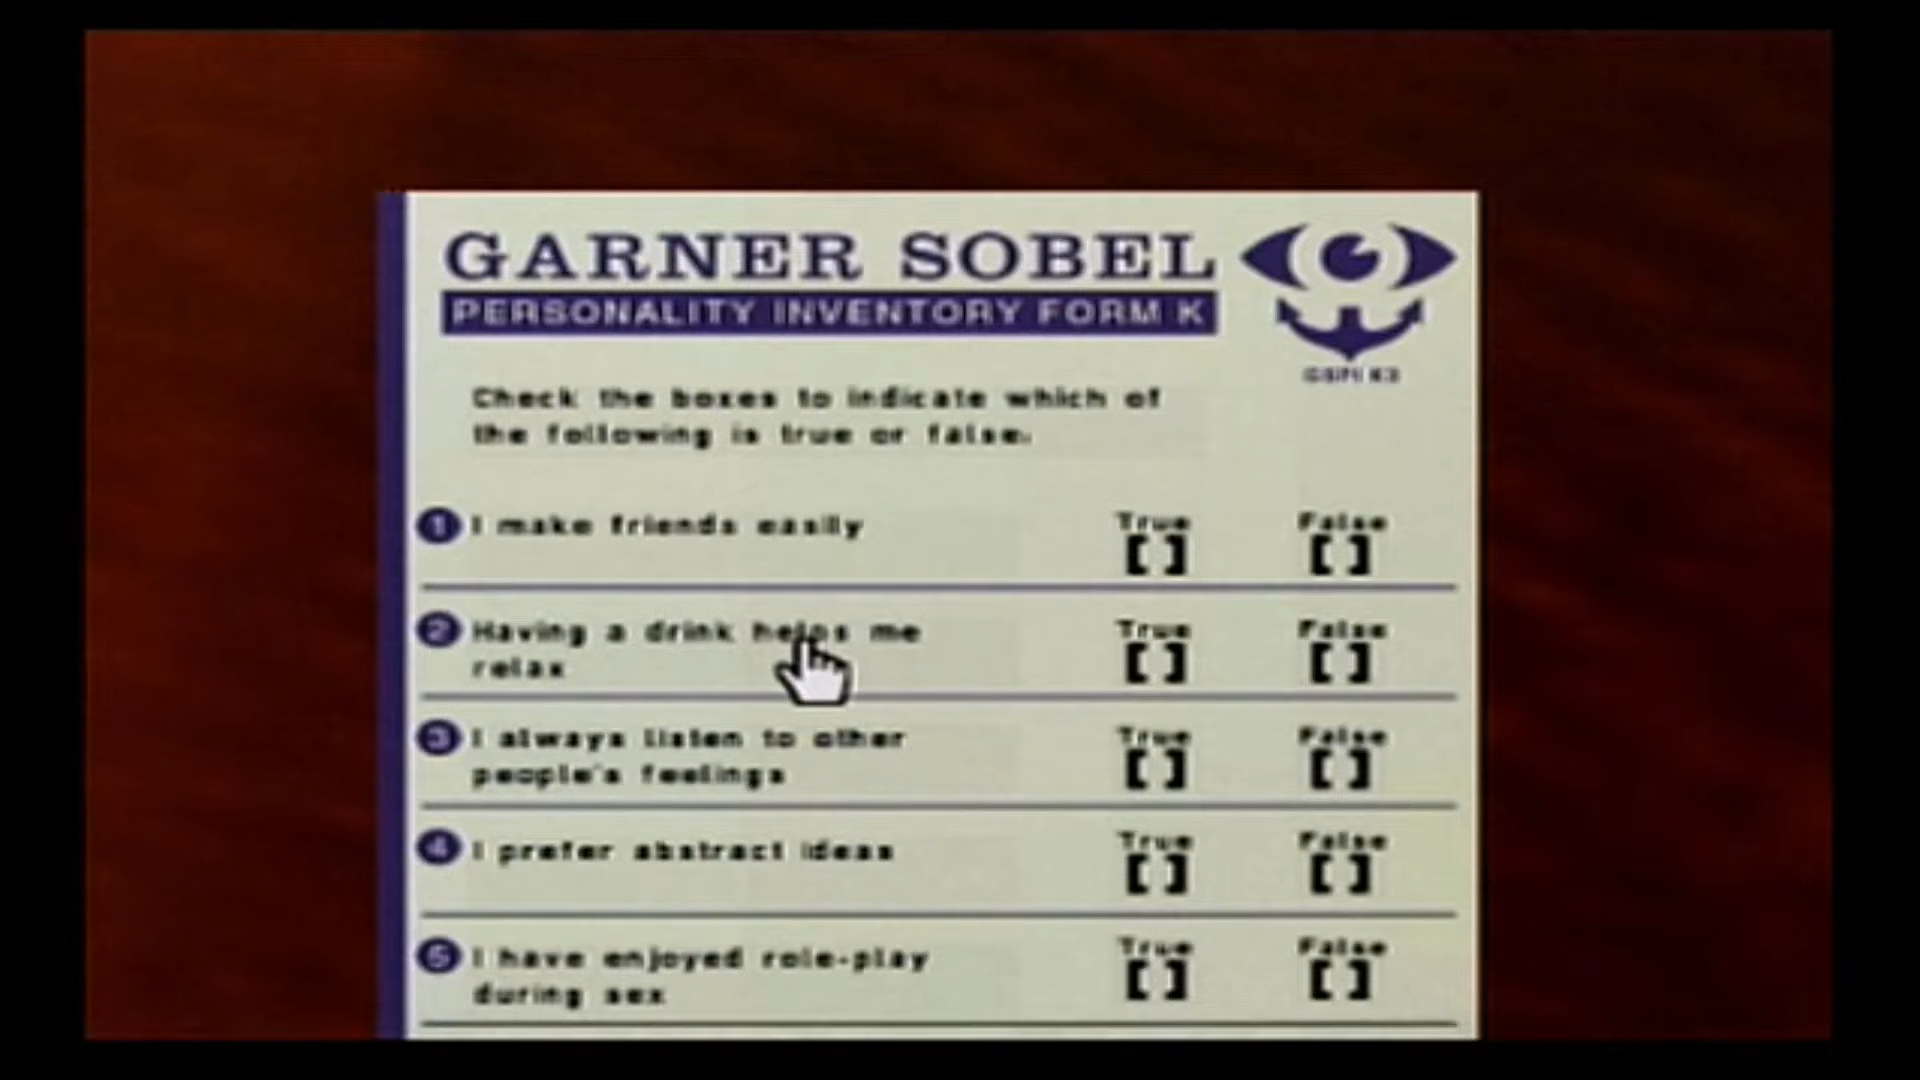 GARNER SOBEL
PERSONALITY INVENTORY FORM K
GSPI K3
Check the boxes to indicate which of
the following is true or false.
1 I make friends easily True False
[ ] [ ]
2 Having a drink helps me True False
relax [ ] [ ]
3 I always listen to other True False
people's feelings [ ] [ ]
4 I prefer abstract ideas True False
[ ] [ ]
5 I have enjoyed role-play True False
during sex [ ] [ ]